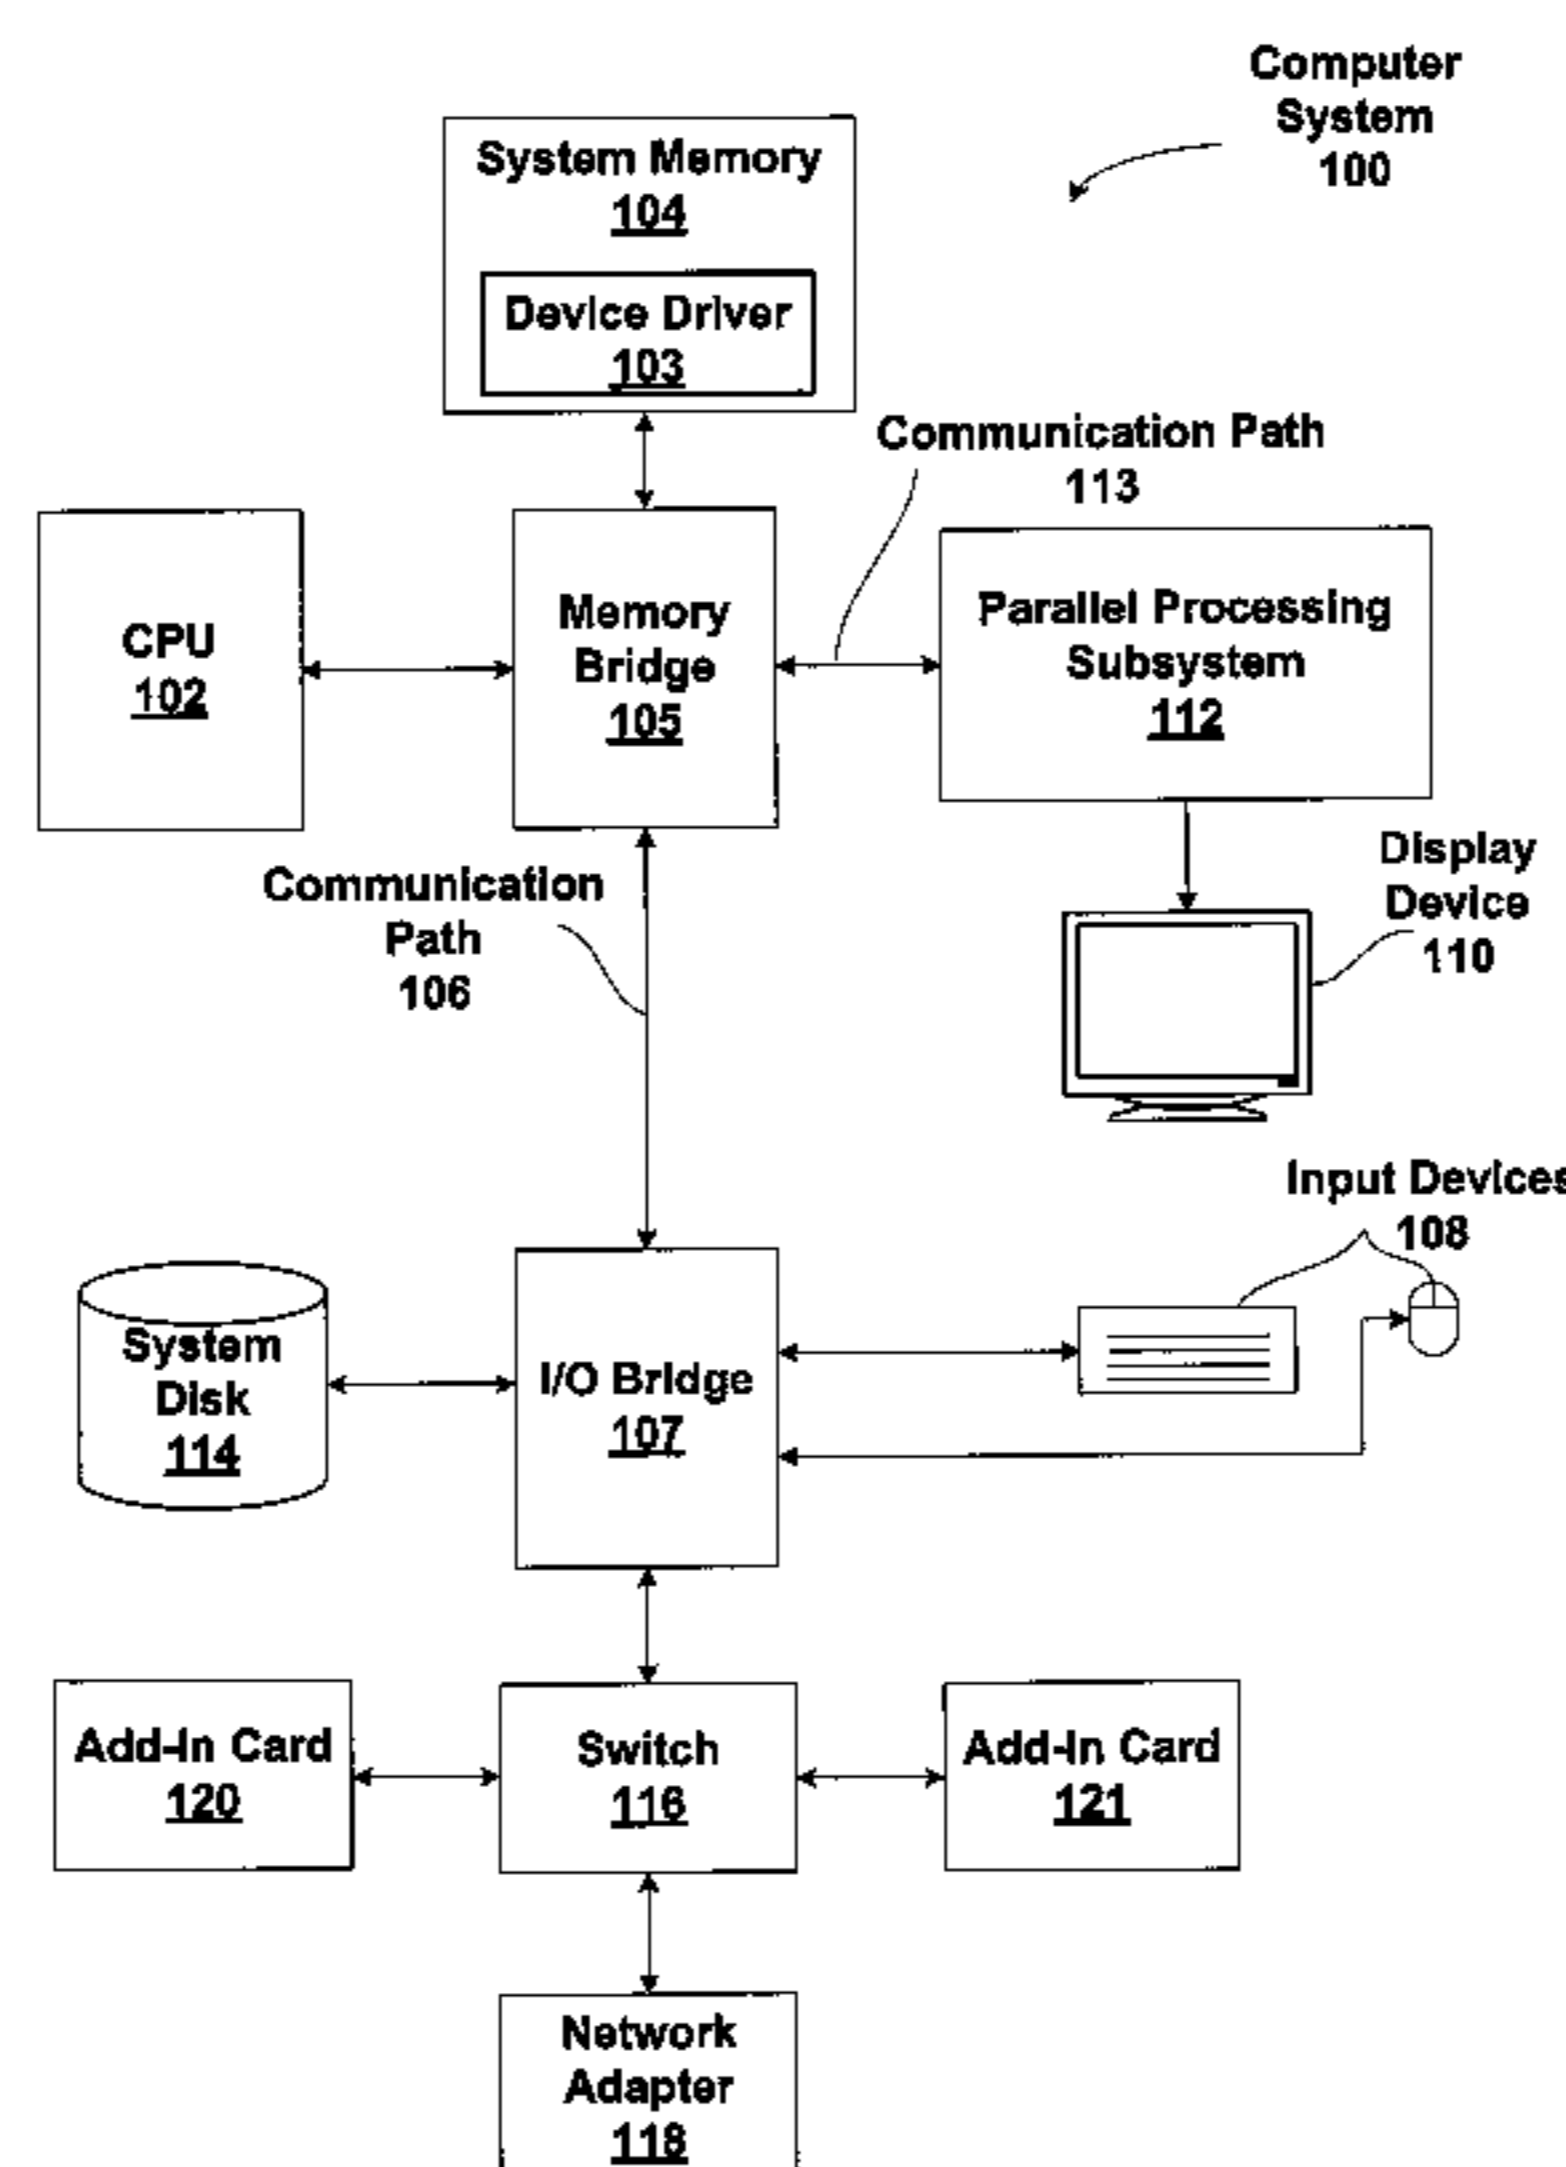 Computer
System
100
System Memory
104
Device Driver
103
Communication Path
113
CPU
102
Memory
Bridge
105
Parallel Processing
Subsystem
112
Communication
Path
106
Display
Device
110
Input Devices
108
System
Disk
114
I/O Bridge
107
Add-In Card
120
Switch
116
Add-In Card
121
Network
Adapter
118